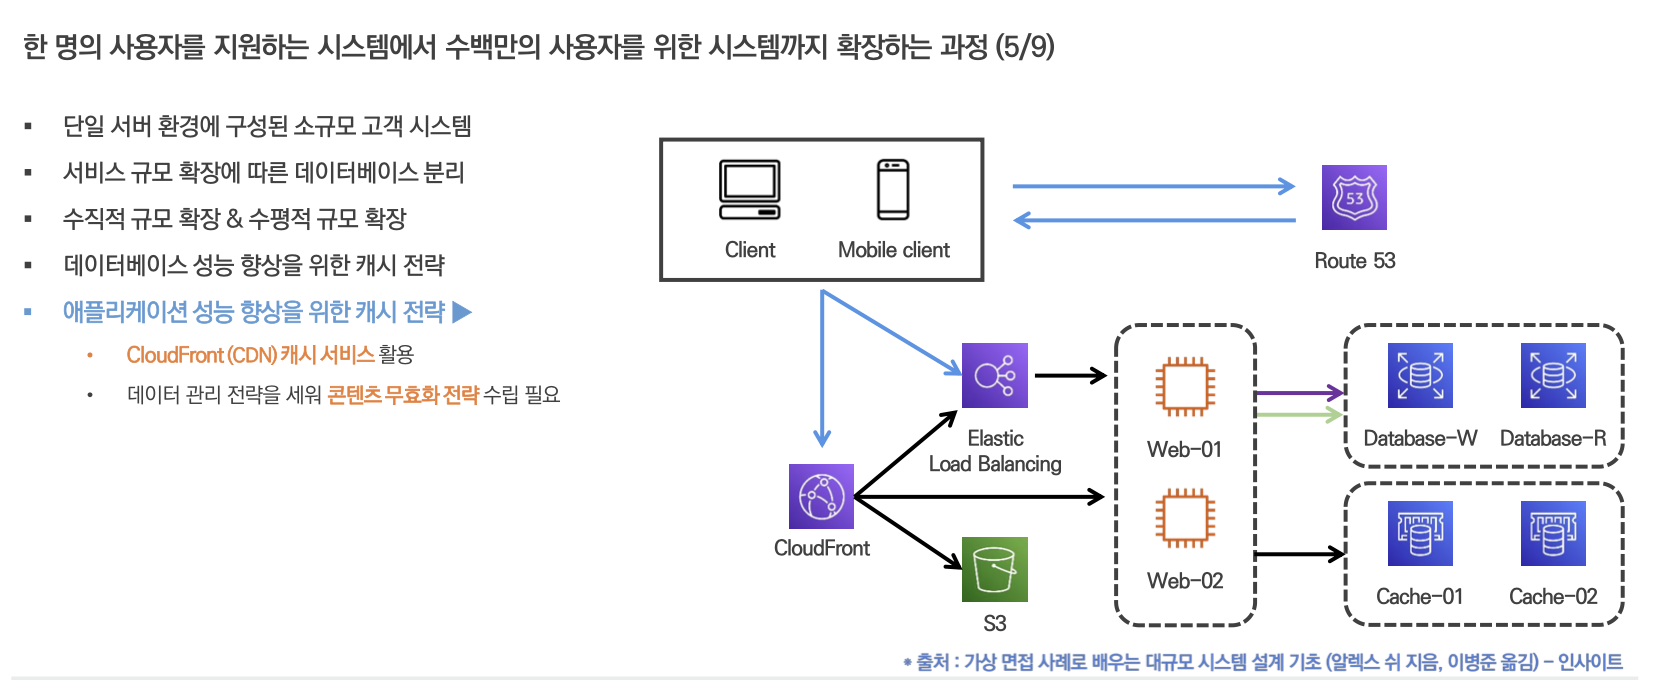 한 명의 사용자를 지원하는 시스템에서 수백만의 사용자를 위한 시스템까지 확장하는 과정 (5/9)
▪ 단일 서버 환경에 구성된 소규모 고객 시스템
▪ 서비스 규모 확장에 따른 데이터베이스 분리
▪ 수직적 규모 확장 & 수평적 규모 확장
▪ 데이터베이스 성능 향상을 위한 캐시 전략
▪ 애플리케이션 성능 향상을 위한 캐시 전략 ▶
• CloudFront (CDN) 캐시 서비스 활용
• 데이터 관리 전략을 세워 콘텐츠 무효화 전략 수립 필요
Client
Mobile client
53
Route 53
Elastic
Load Balancing
CloudFront
S3
Web-01
Web-02
Database-W
Database-R
Cache-01
Cache-02
* 출처 : 가상 면접 사례로 배우는 대규모 시스템 설계 기초 (알렉스 쉬 지음, 이병준 옮김) - 인사이트